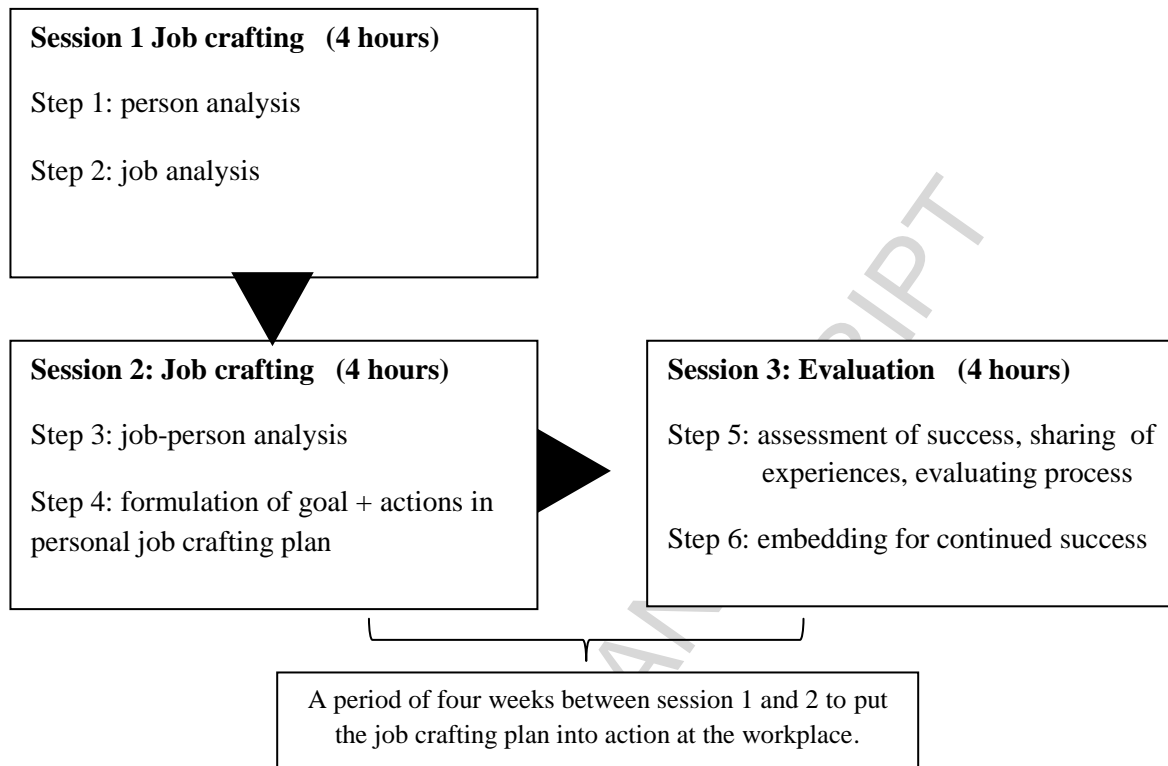 Session 1 Job crafting (4 hours)
Step 1: person analysis
Step 2: job analysis
Session 2: Job crafting (4 hours)
Step 3: job-person analysis
Step 4: formulation of goal + actions in
personal job crafting plan
Session 3: Evaluation (4 hours)
Step 5: assessment of success, sharing of
experiences, evaluating process
Step 6: embedding for continued success
A period of four weeks between session 1 and 2 to put
the job crafting plan into action at the workplace.